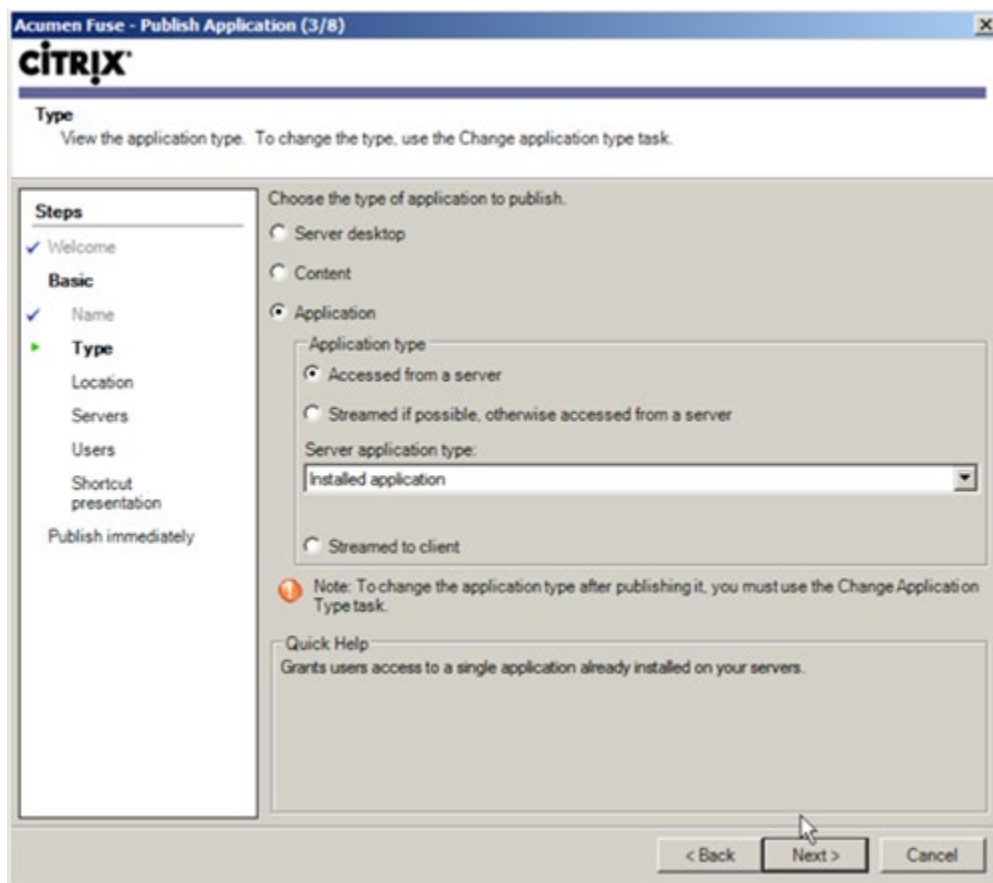 Acumen Fuse - Publish Application (3/8)
CITRIX
Type
View the application type. To change the type, use the Change application type task.
Steps
Welcome
Basic
Name
Type
Location
Servers
Users
Shortcut
presentation
Publish immediately
Choose the type of application to publish.
Server desktop
Content
Application
Application type
Accessed from a server
Streamed if possible, otherwise accessed from a server
Server application type:
Installed application
Streamed to client
Note: To change the application type after publishing it, you must use the Change Application
Type task.
Quick Help
Grants users access to a single application already installed on your servers.
< Back
Next >
Cancel